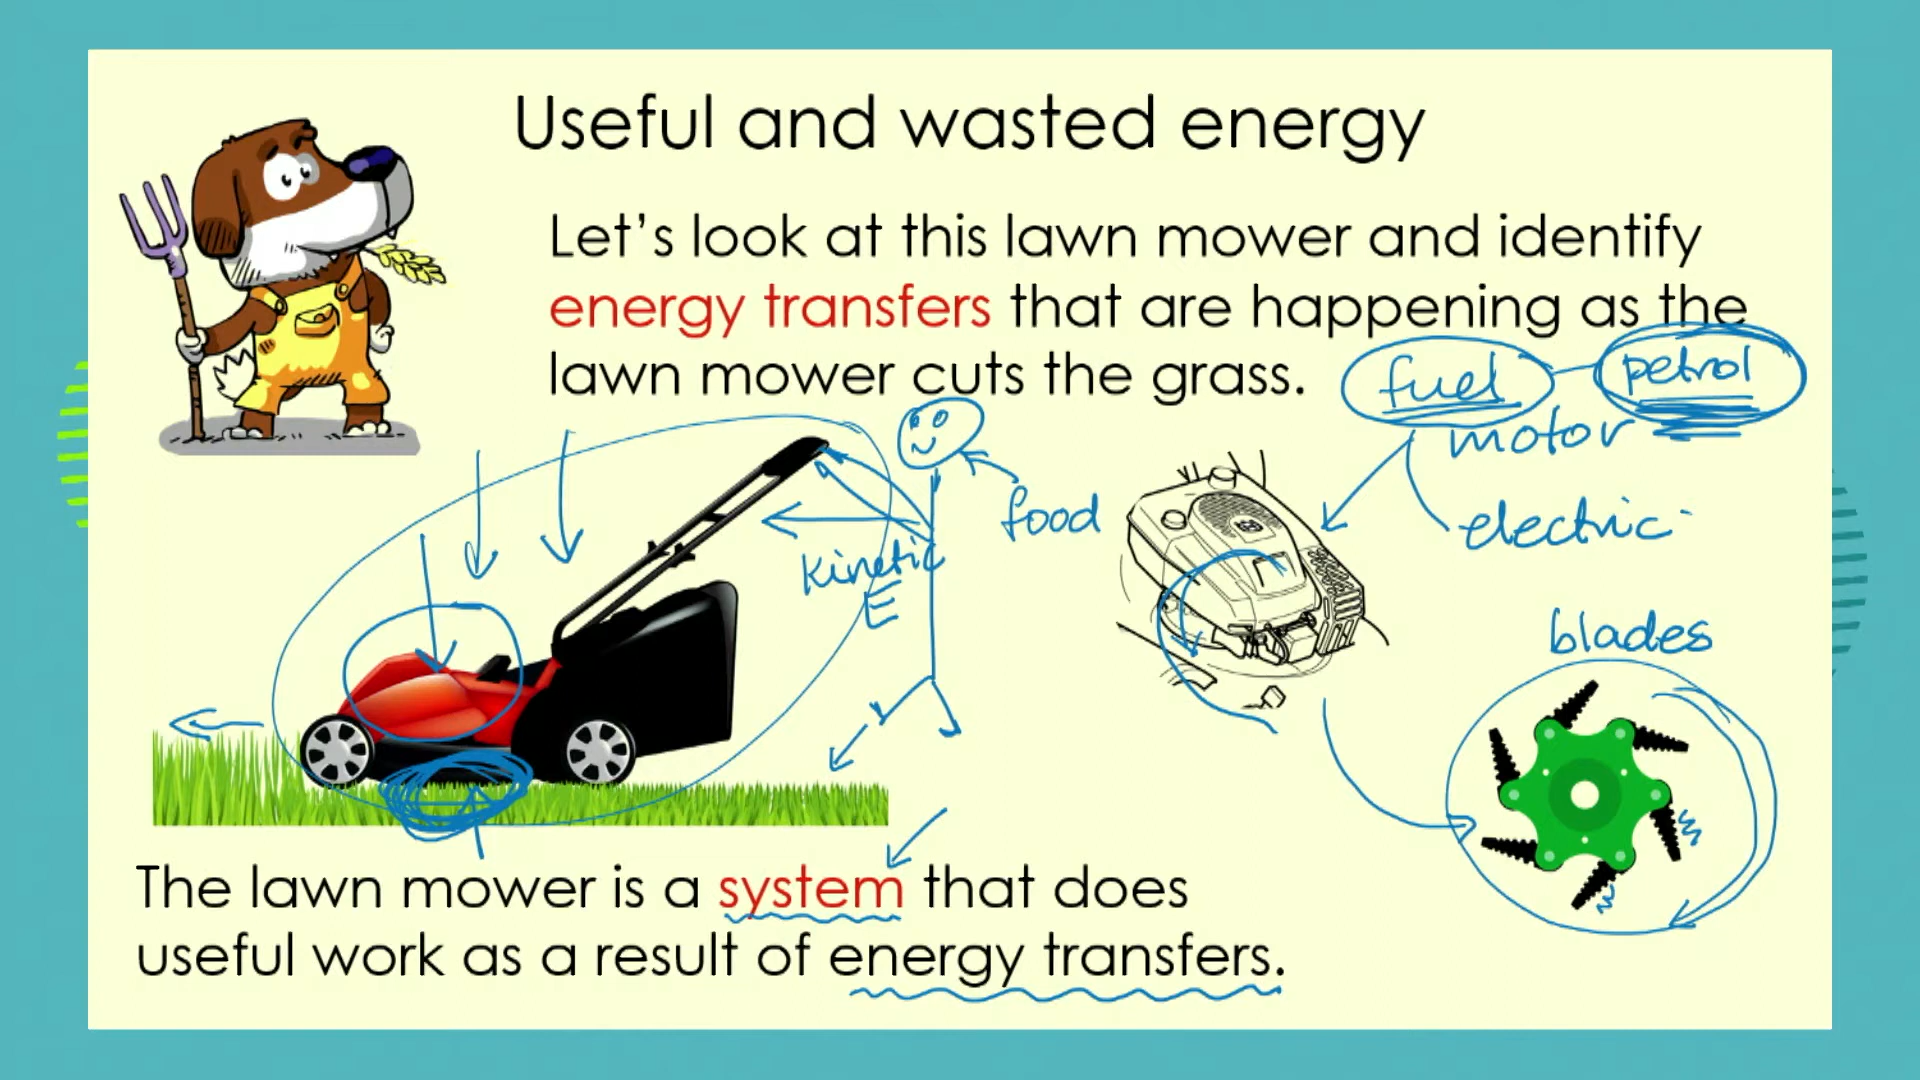 Useful and wasted energy
Let's look at this lawn mower and identify
energy transfers that are happening as the
lawn mower cuts the grass.
fuel
petrol
motor
electric
food
Kinetic
E
blades
The lawn mower is a system that does
useful work as a result of energy transfers.